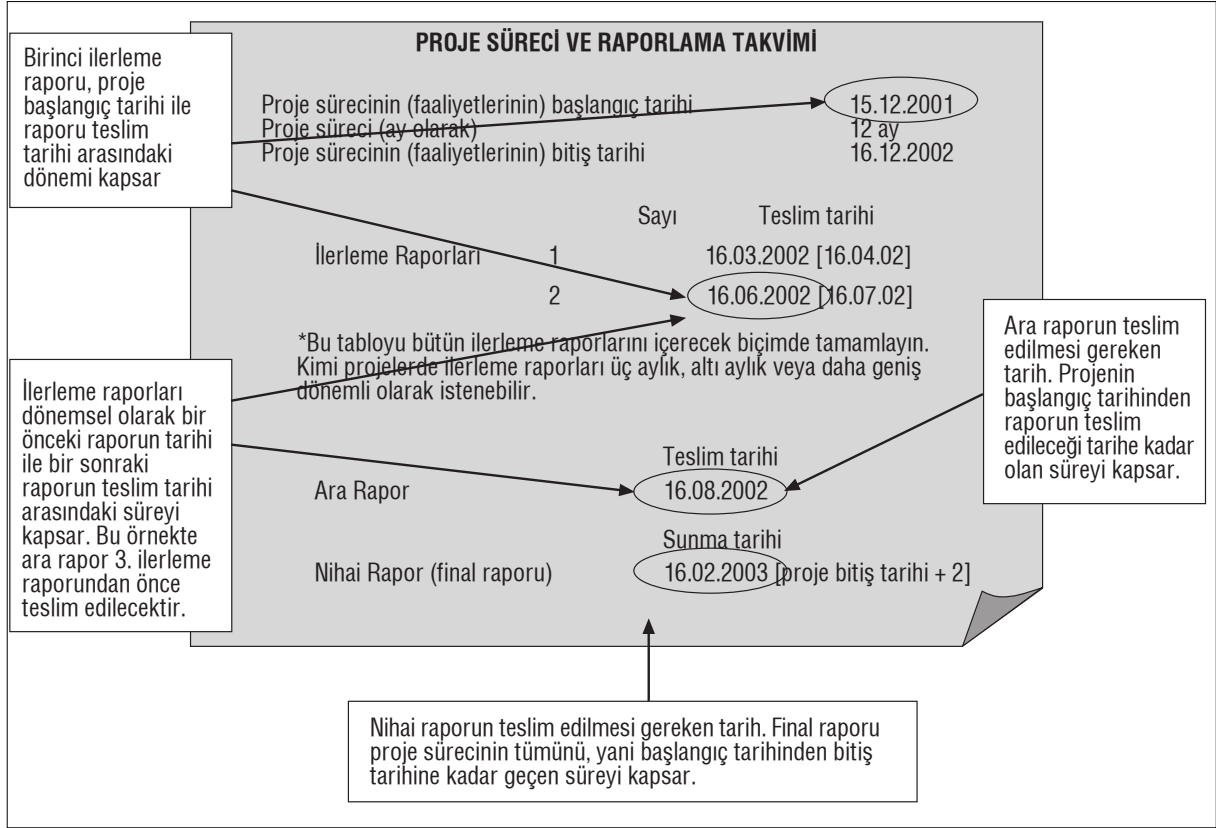 PROJE SÜRECİ VE RAPORLAMA TAKVİMİ
Birinci ilerleme
raporu, proje
başlangıç tarihi ile
raporu teslim
tarihi arasındaki
dönemi kapsar
Proje sürecinin (faaliyetlerinin) başlangıç tarihi 15.12.2001
Proje süreci (ay olarak) 12 ay
Proje sürecinin (faaliyetlerinin) bitiş tarihi 16.12.2002
Sayı Teslim tarihi
İlerleme Raporları 1 16.03.2002 [16.04.02]
2 16.06.2002 [16.07.02]
*Bu tabloyu bütün ilerleme raporlarını içerecek biçimde tamamlayın.
Kimi projelerde ilerleme raporları üç aylık, altı aylık veya daha geniş
dönemli olarak istenebilir.
Ara raporun teslim
edilmesi gereken
tarih. Projenin
başlangıç tarihinden
raporun teslim
edileceği tarihe kadar
olan süreyi kapsar.
İlerleme raporları
dönemsel olarak bir
önceki raporun tarihi
ile bir sonraki
raporun teslim tarihi
arasındaki süreyi
kapsar. Bu örnekte
ara rapor 3. ilerleme
raporundan önce
teslim edilecektir.
Teslim tarihi
Ara Rapor 16.08.2002
Sunma tarihi
Nihai Rapor (final raporu) 16.02.2003 [proje bitiş tarihi + 2]
Nihai raporun teslim edilmesi gereken tarih. Final raporu
proje sürecinin tümünü, yani başlangıç tarihinden bitiş
tarihine kadar geçen süreyi kapsar.